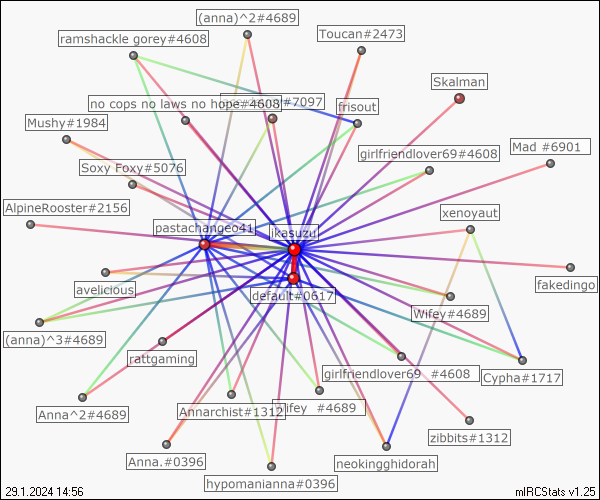 (anna)^2#4689
ramshackle gorey#4608
Toucan#2473
Skalman
no cops no laws no hope#4608
#7097
frisout
Mushy#1984
girlfriendlover69#4608
Mad #6901
Soxy Foxy#5076
AlpineRooster#2156
xenoyaut
pastachangeo41
likasuzu
fakedingo
avelicious
default#0617
Wifey#4689
(anna)^3#4689
rattgaming
girlfriendlover69 #4608
Cypha#1717
Anna^2#4689
Annarchist#1312
ifey #4689
zibbits#1312
Anna.#0396
neokingghidorah
hypomanianna#0396
29.1.2024 14:56
mIRCStats v1.25